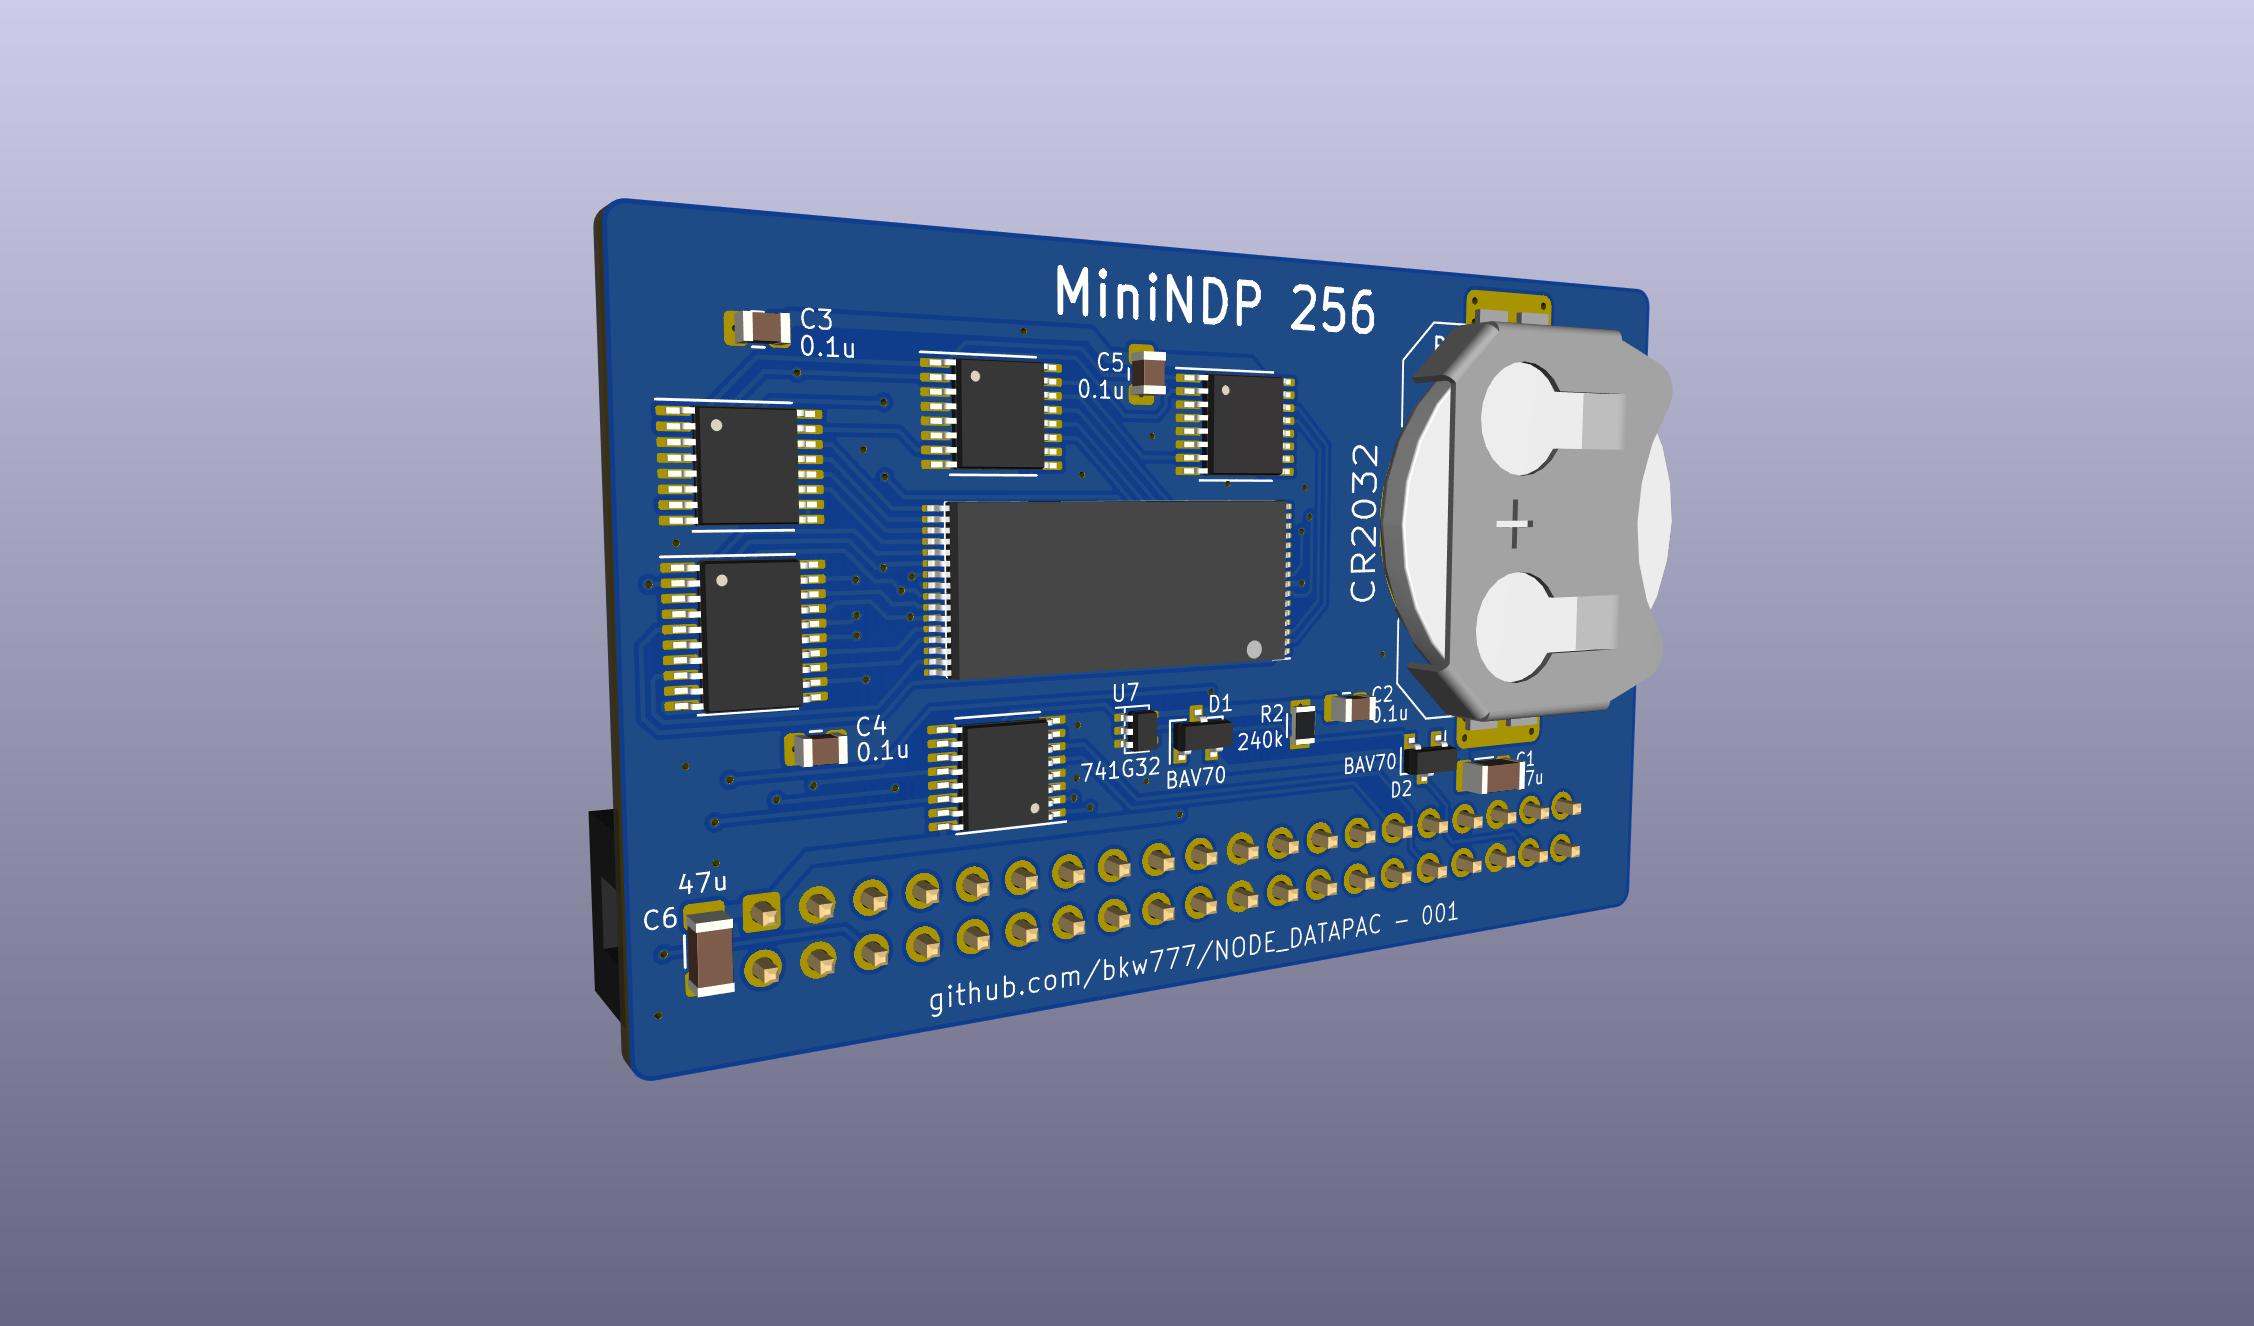 MiniNDP 256
C3
0.1u
C5
0.1u
CR2032
+
U7
D1
R2
240k
C2
0.1u
741G32
BAV70
BAV70
D2
C1
C4
0.1u
47u
C6
github.com/bkw777/NODE_DATAPAC - 001